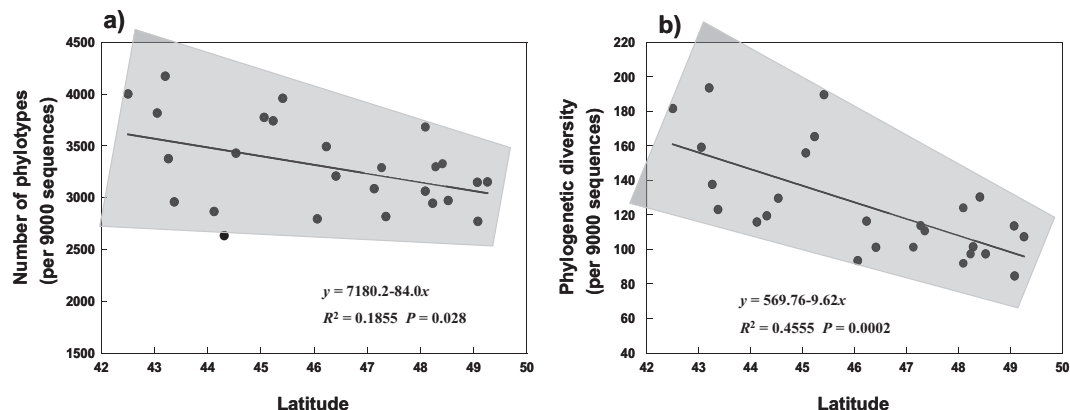 a)
Number of phylotypes
(per 9000 sequences)
4500
4000
3500
3000
2500
2000
1500
y = 7180.2-84.0x
R² = 0.1855 P = 0.028
42 43 44 45 46 47 48 49 50
Latitude
b)
Phylogenetic diversity
(per 9000 sequences)
220
200
180
160
140
120
100
80
60
40
y = 569.76-9.62x
R² = 0.4555 P = 0.0002
42 43 44 45 46 47 48 49 50
Latitude